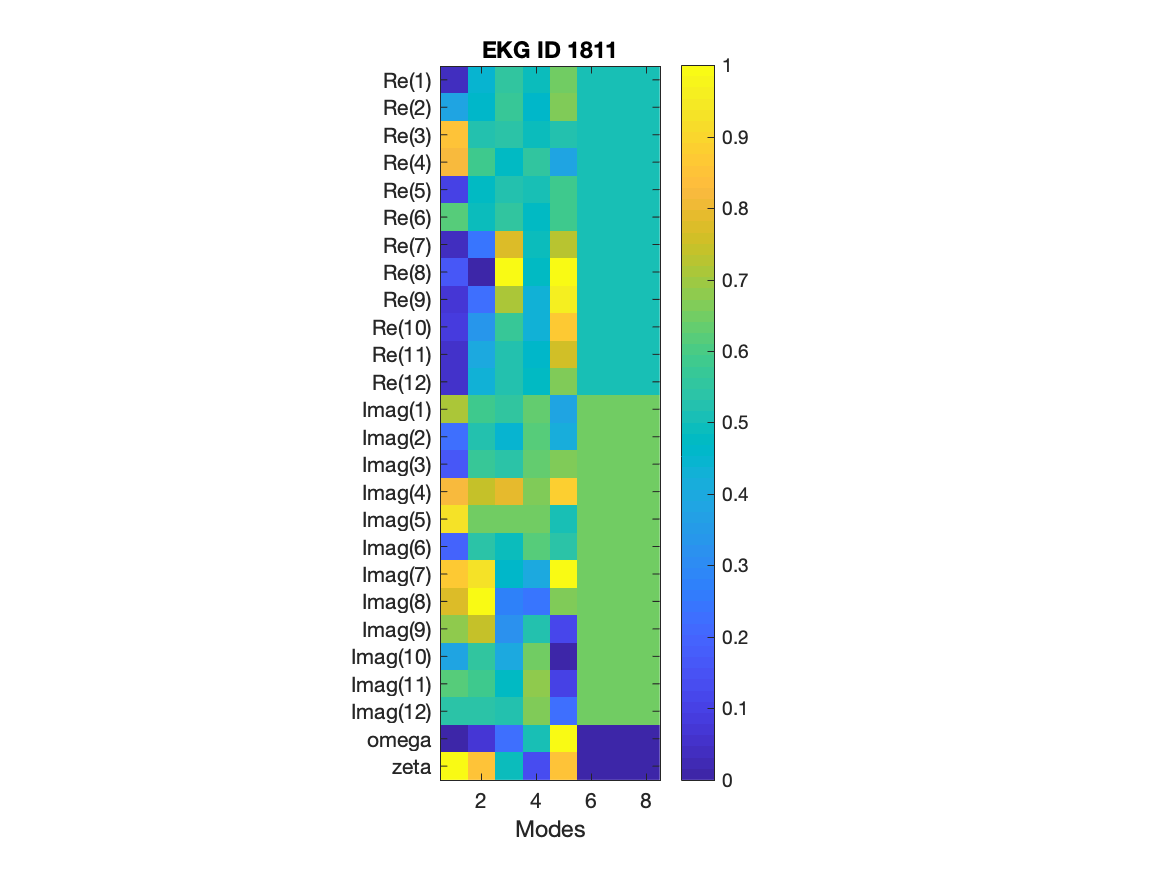 EKG ID 1811
Re(1)
Re(2)
Re(3)
Re(4)
Re(5)
Re(6)
Re(7)
Re(8)
Re(9)
Re(10)
Re(11)
Re(12)
Imag(1)
Imag(2)
Imag(3)
Imag(4)
Imag(5)
Imag(6)
Imag(7)
Imag(8)
Imag(9)
Imag(10)
Imag(11)
Imag(12)
omega
zeta
2 4 6 8
Modes
1
0.9
0.8
0.7
0.6
0.5
0.4
0.3
0.2
0.1
0